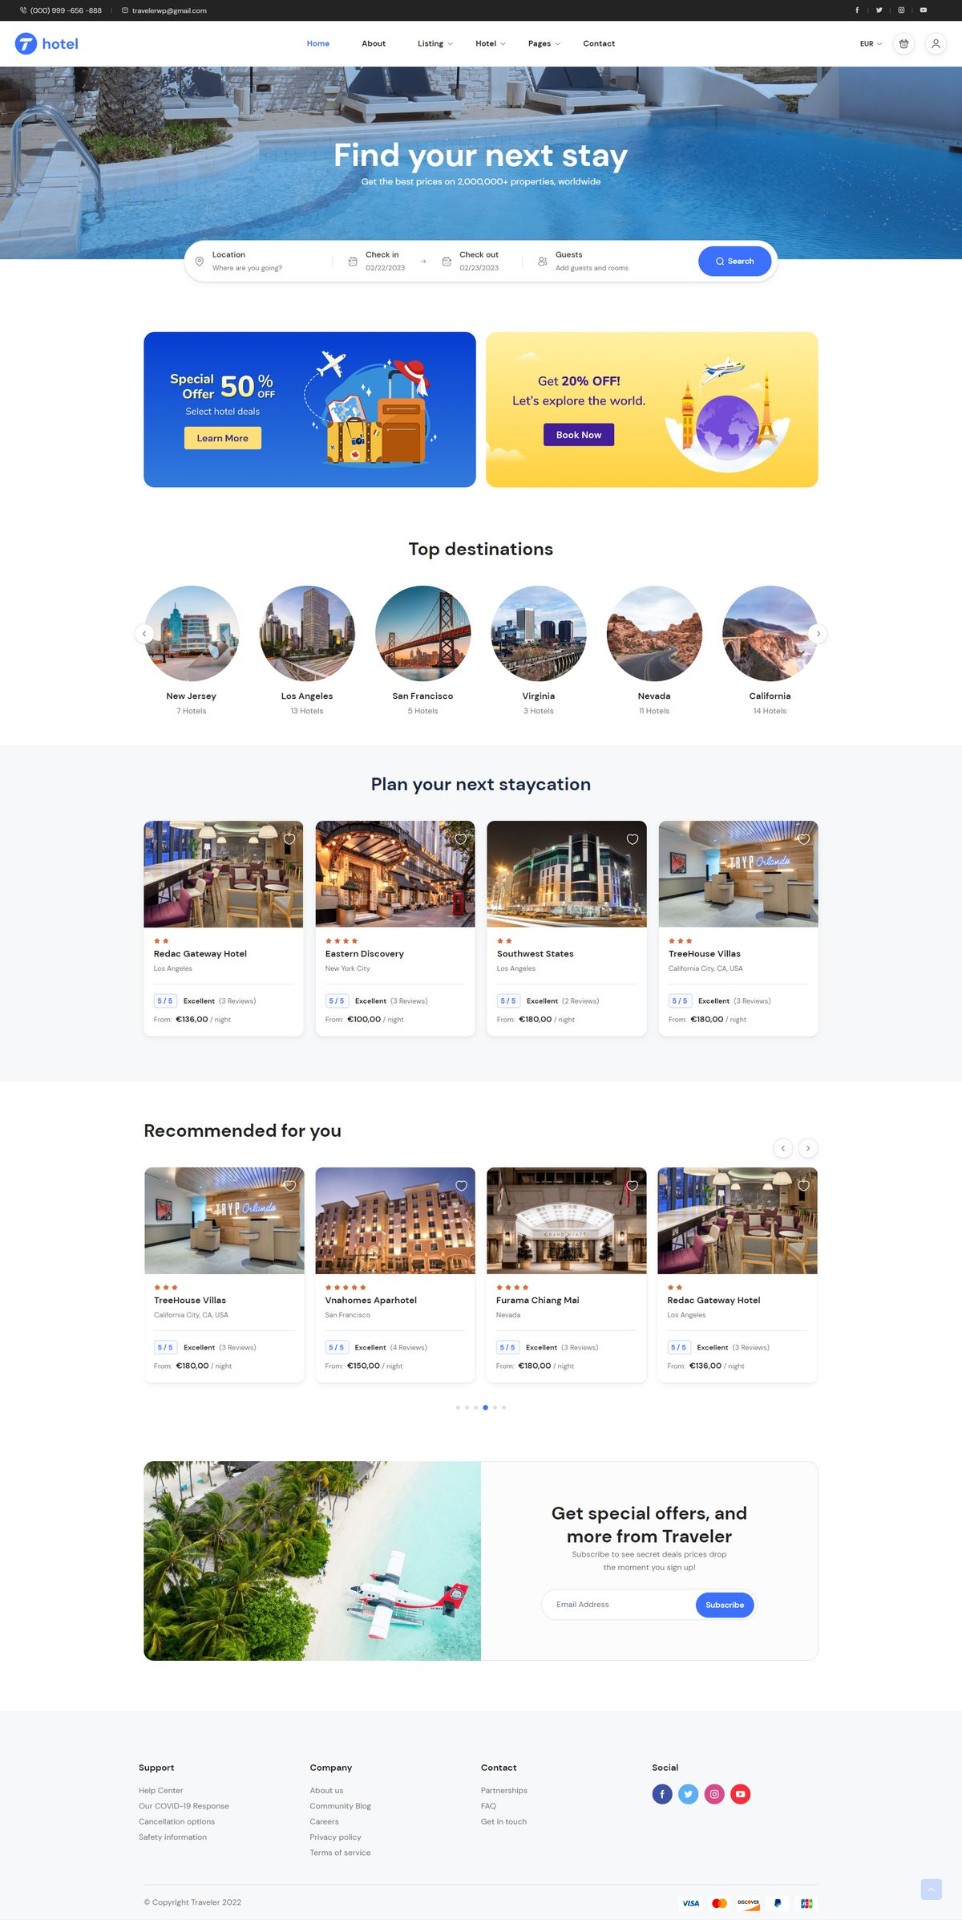 (000) 999 -656 -888
travelerwp@gmail.com
hotel
Home
About
Listing
Hotel
Pages
Contact
EUR
Find your next stay
Get the best prices on 2,000,000+ properties, worldwide
Location
Where are you going?
Check in
02/22/2023
Check out
02/23/2023
Guests
Add guests and rooms
Search
Special
Offer
50 % OFF
Select hotel deals
Learn More
Get 20% OFF!
Let's explore the world.
Book Now
Top destinations
New Jersey
7 Hotels
Los Angeles
13 Hotels
San Francisco
5 Hotels
Virginia
3 Hotels
Nevada
11 Hotels
California
14 Hotels
Plan your next staycation
Redac Gateway Hotel
Los Angeles
5 / 5 Excellent (3 Reviews)
From: €136,00 / night
Eastern Discovery
New York City
5 / 5 Excellent (3 Reviews)
From: €100,00 / night
Southwest States
Los Angeles
5 / 5 Excellent (2 Reviews)
From: €180,00 / night
TRYP Orlando
TreeHouse Villas
California City, CA, USA
5 / 5 Excellent (3 Reviews)
From: €180,00 / night
Recommended for you
TRYP Orlando
TreeHouse Villas
California City, CA, USA
5 / 5 Excellent (3 Reviews)
From: €180,00 / night
Vnahomes Aparhotel
San Francisco
5 / 5 Excellent (4 Reviews)
From: €150,00 / night
GRAND HYATT
Furama Chiang Mai
Nevada
5 / 5 Excellent (3 Reviews)
From: €180,00 / night
Redac Gateway Hotel
Los Angeles
5 / 5 Excellent (3 Reviews)
From: €136,00 / night
Get special offers, and
more from Traveler
Subscribe to see secret deals prices drop
the moment you sign up!
Email Address
Subscribe
Support
Help Center
Our COVID-19 Response
Cancellation options
Safety information
Company
About us
Community Blog
Careers
Privacy policy
Terms of service
Contact
Partnerships
FAQ
Get in touch
Social
© Copyright Traveler 2022
VISA
DISCOVER
JCB